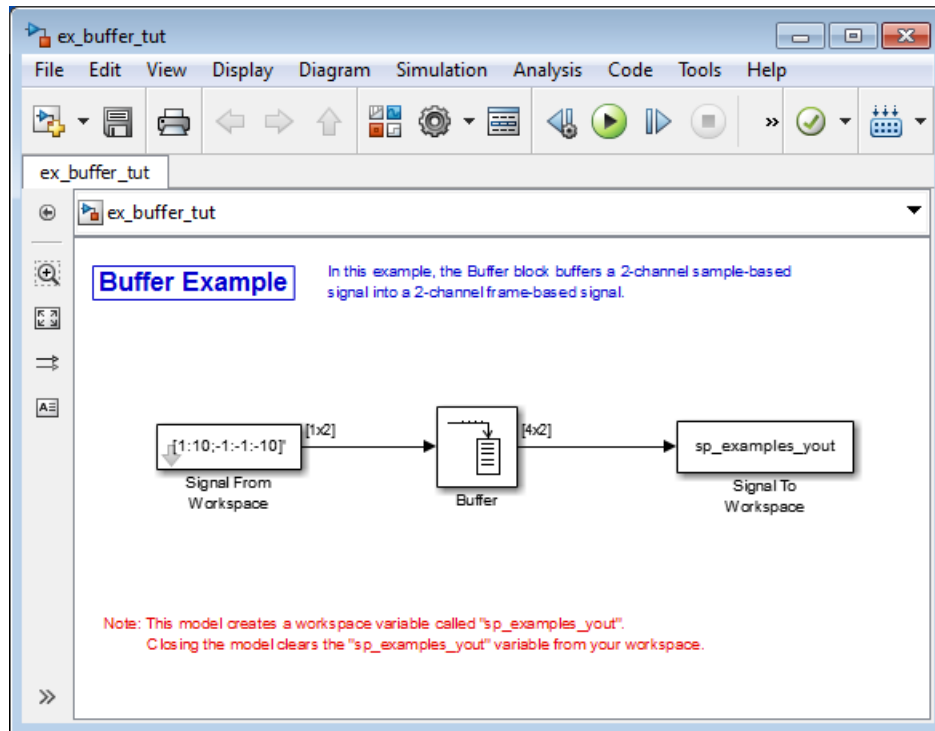 ex_buffer_tut
File Edit View Display Diagram Simulation Analysis Code Tools Help
»
ex_buffer_tut
ex_buffer_tut
Buffer Example
In this example, the Buffer block buffers a 2-channel sample-based
signal into a 2-channel frame-based signal.
[1:10;-1:-1:-10]'
[1x2]
[4x2]
sp_examples_yout
Signal From
Workspace
Buffer
Signal To
Workspace
Note: This model creates a workspace variable called "sp_examples_yout".
Closing the model clears the "sp_examples_yout" variable from your workspace.